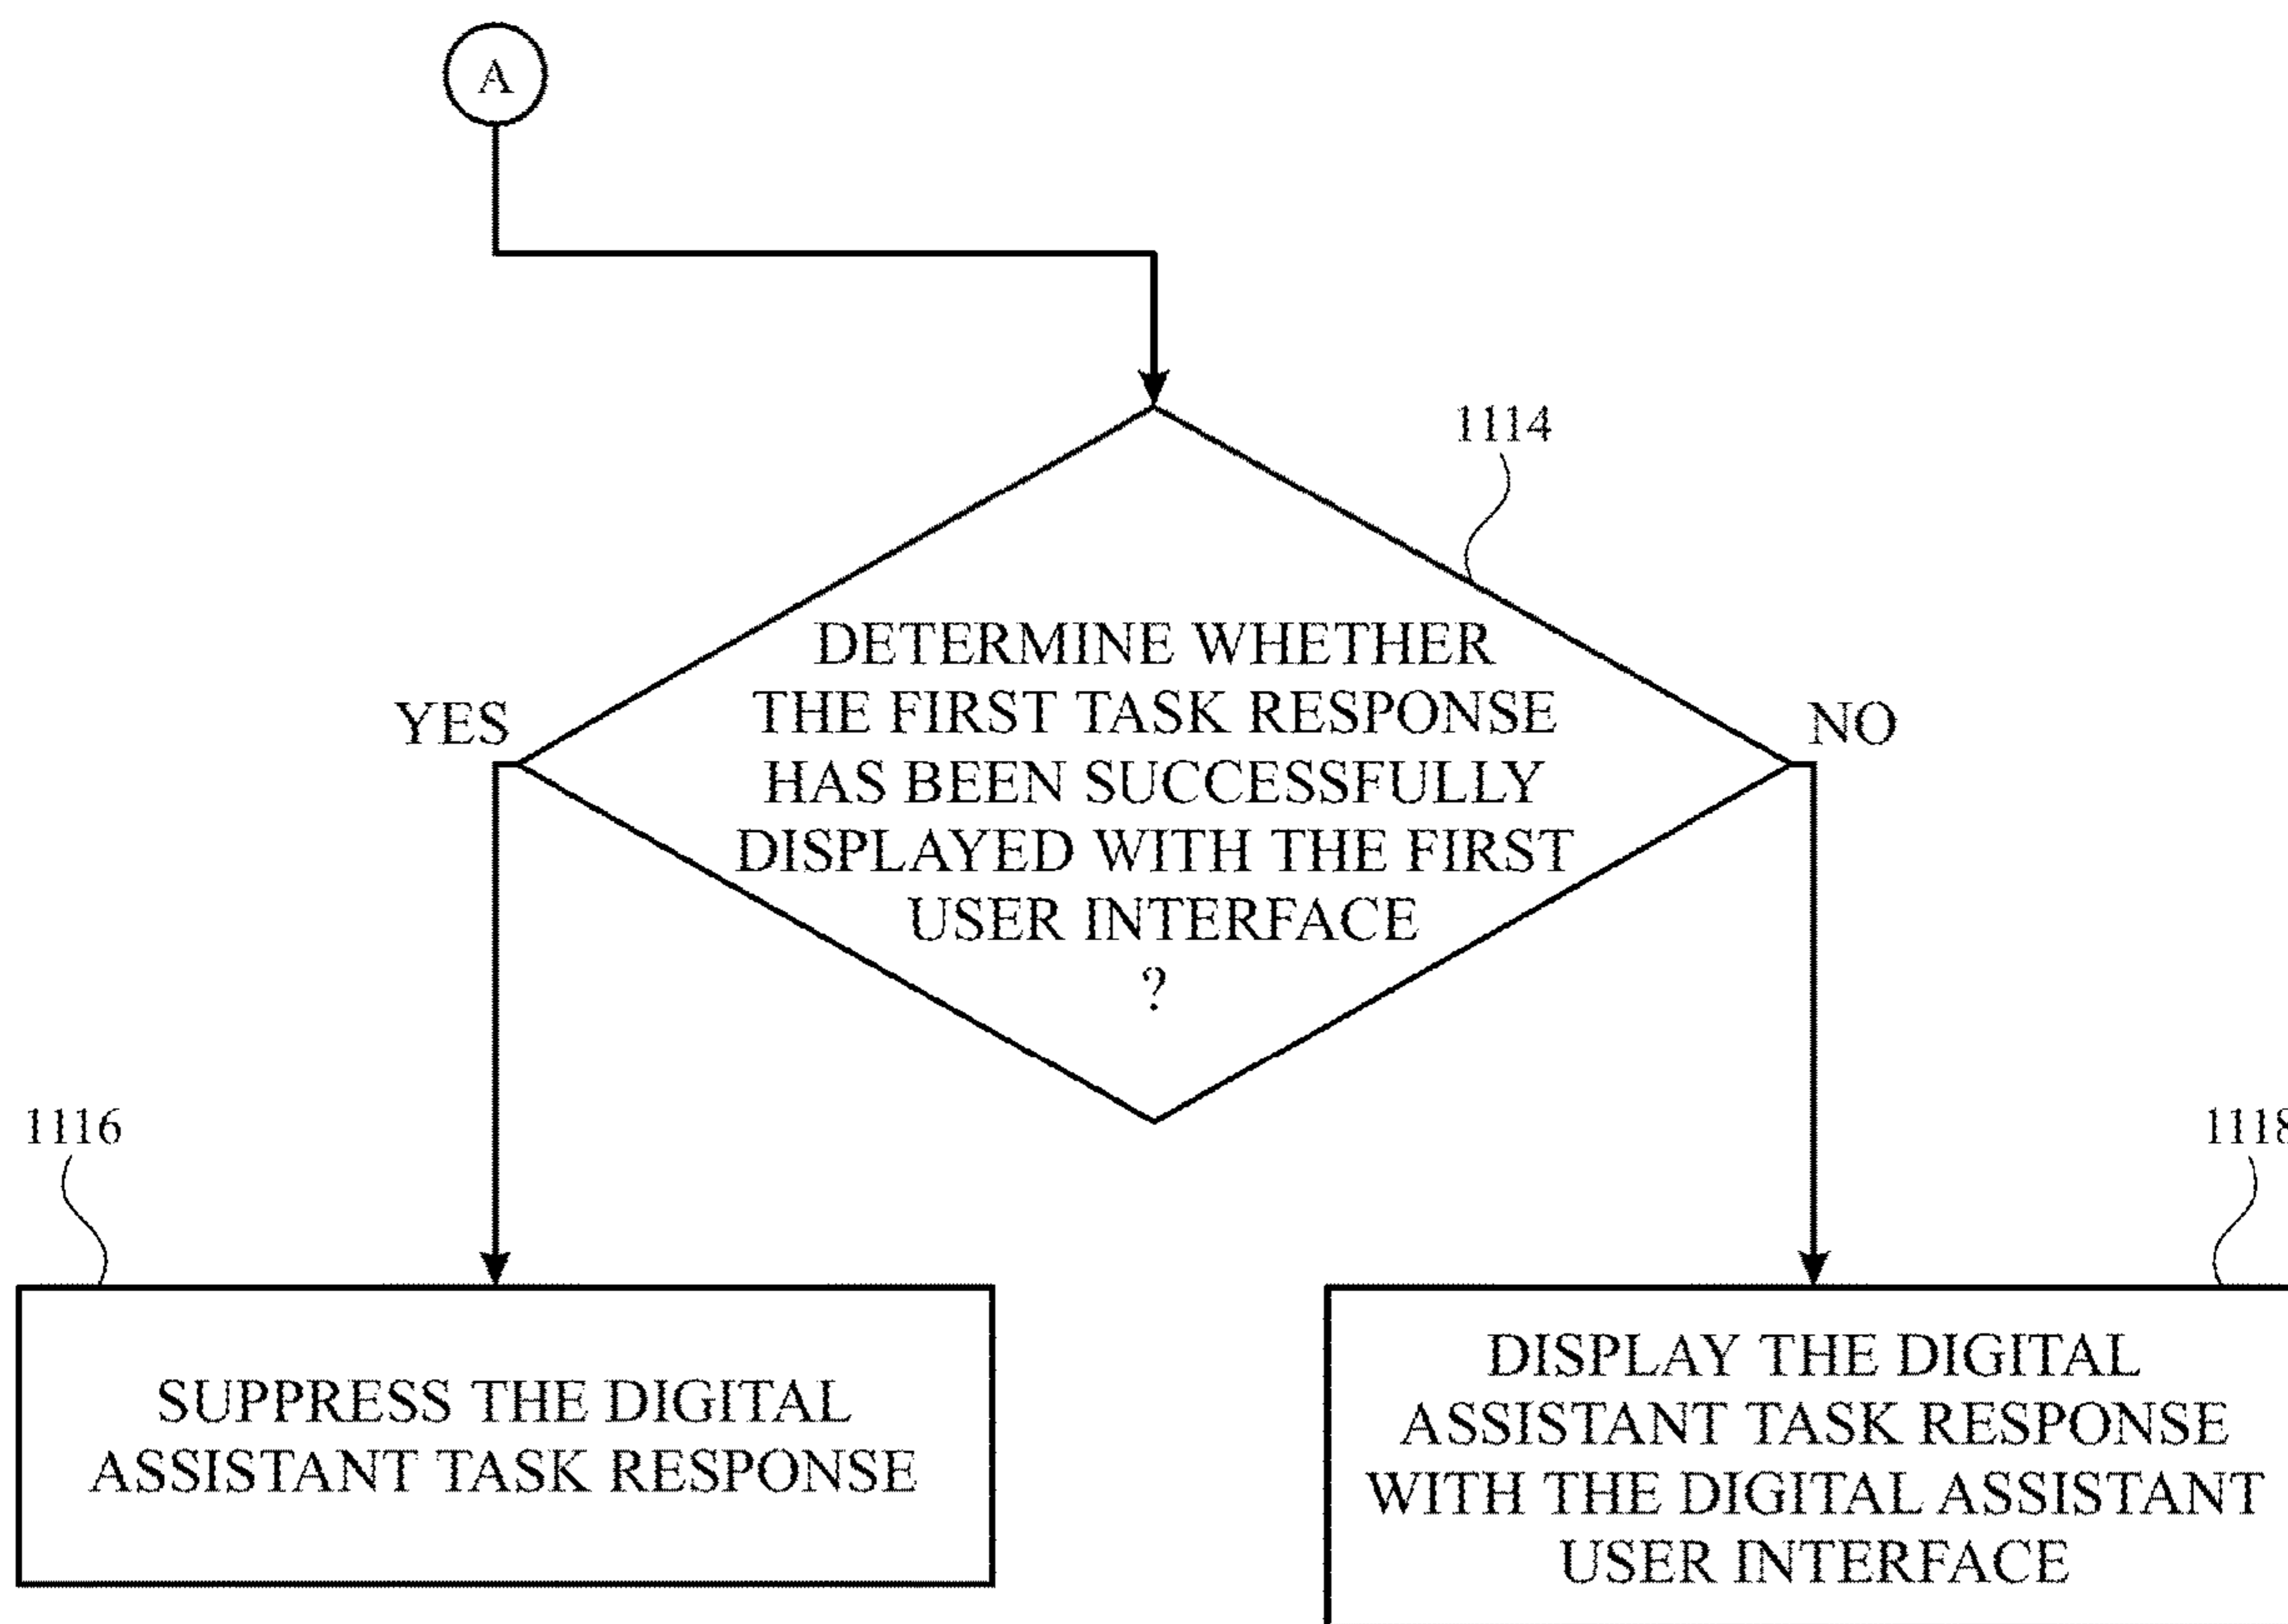 A
1114
DETERMINE WHETHER
THE FIRST TASK RESPONSE
HAS BEEN SUCCESSFULLY
DISPLAYED WITH THE FIRST
USER INTERFACE
?
YES
NO
1116
SUPPRESS THE DIGITAL
ASSISTANT TASK RESPONSE
1118
DISPLAY THE DIGITAL
ASSISTANT TASK RESPONSE
WITH THE DIGITAL ASSISTANT
USER INTERFACE